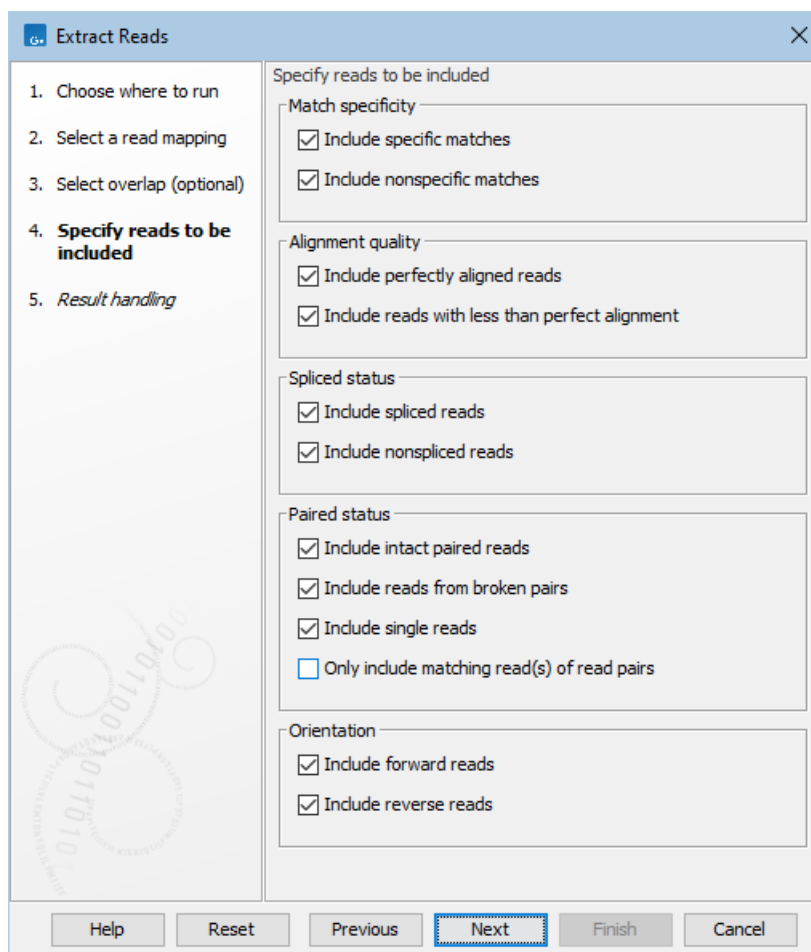 Extract Reads
1. Choose where to run
2. Select a read mapping
3. Select overlap (optional)
4. Specify reads to be
included
5. Result handling
Specify reads to be included
Match specificity
Include specific matches
Include nonspecific matches
Alignment quality
Include perfectly aligned reads
Include reads with less than perfect alignment
Spliced status
Include spliced reads
Include nonspliced reads
Paired status
Include intact paired reads
Include reads from broken pairs
Include single reads
Only include matching read(s) of read pairs
Orientation
Include forward reads
Include reverse reads
Help
Reset
Previous
Next
Finish
Cancel